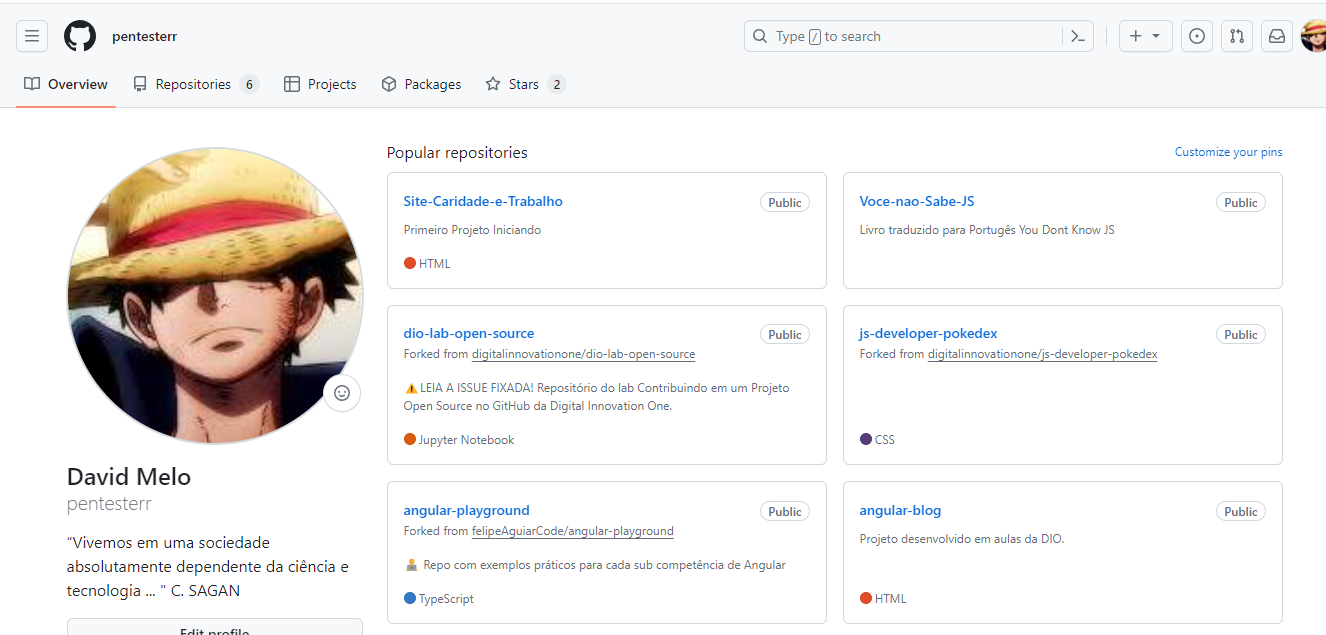 pentesterr
Type / to search
Overview
Repositories 6
Projects
Packages
Stars 2
Popular repositories
Customize your pins
Site-Caridade-e-Trabalho
Public
Primeiro Projeto Iniciando
HTML
Voce-nao-Sabe-JS
Public
Livro traduzido para Portugês You Dont Know JS
dio-lab-open-source
Public
Forked from digitalinnovationone/dio-lab-open-source
⚠️LEIA A ISSUE FIXADA! Repositório do lab Contribuindo em um Projeto
Open Source no GitHub da Digital Innovation One.
Jupyter Notebook
js-developer-pokedex
Public
Forked from digitalinnovationone/js-developer-pokedex
CSS
angular-playground
Public
Forked from felipeAguiarCode/angular-playground
Repo com exemplos práticos para cada sub competência de Angular
TypeScript
angular-blog
Public
Projeto desenvolvido em aulas da DIO.
HTML
David Melo
pentesterr
“Vivemos em uma sociedade
absolutamente dependente da ciência e
tecnologia ... " C. SAGAN
Edit profile